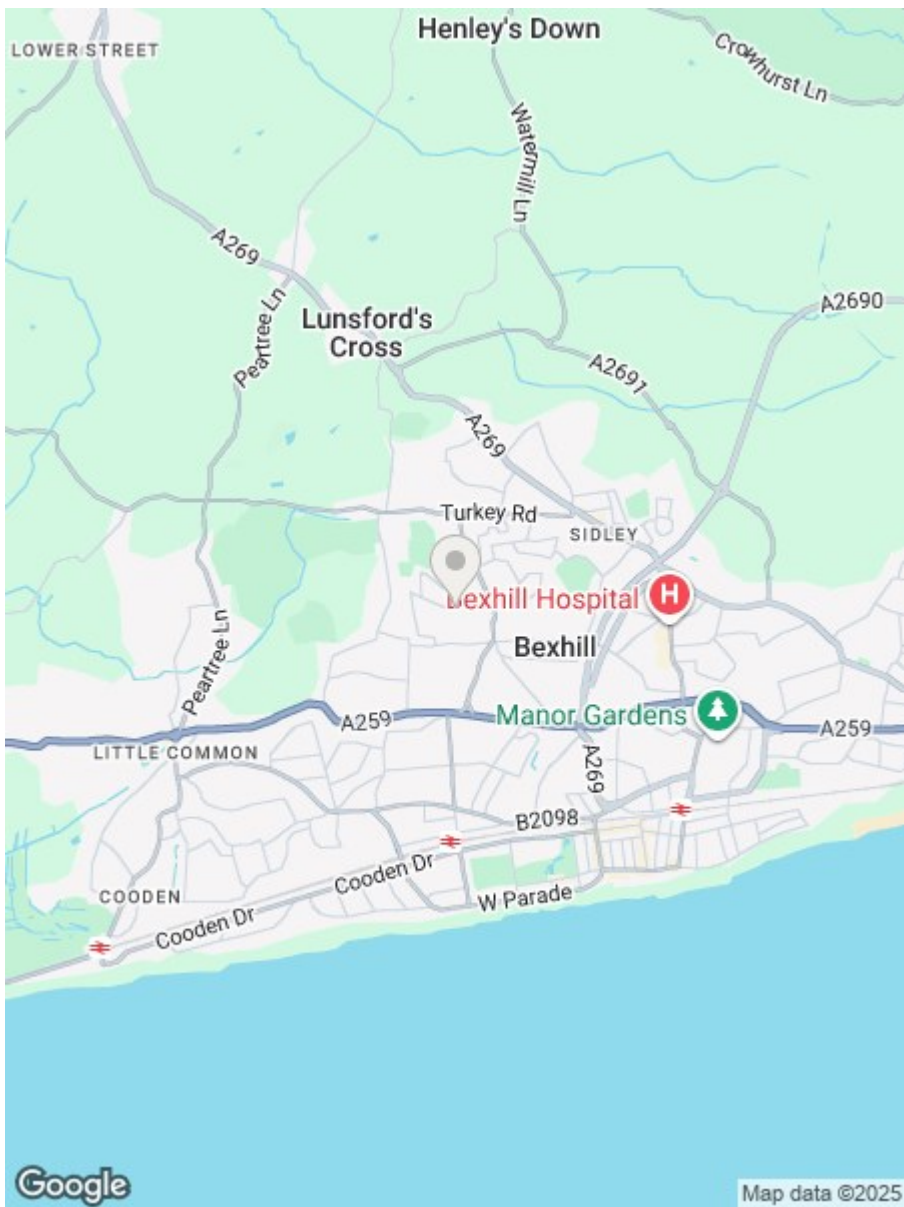 Henley's Down
LOWER STREET
Crowhurst Ln
Watermill Ln
A269
A2690
Peartree Ln
Lunsford's
Cross
A2691
A269
Turkey Rd
SIDLEY
Bexhill Hospital
H
Bexhill
Peartree Ln
A259
Manor Gardens
A259
LITTLE COMMON
A269
B2098
Cooden Dr
W Parade
COODEN
Cooden Dr
Google
Map data ©2025